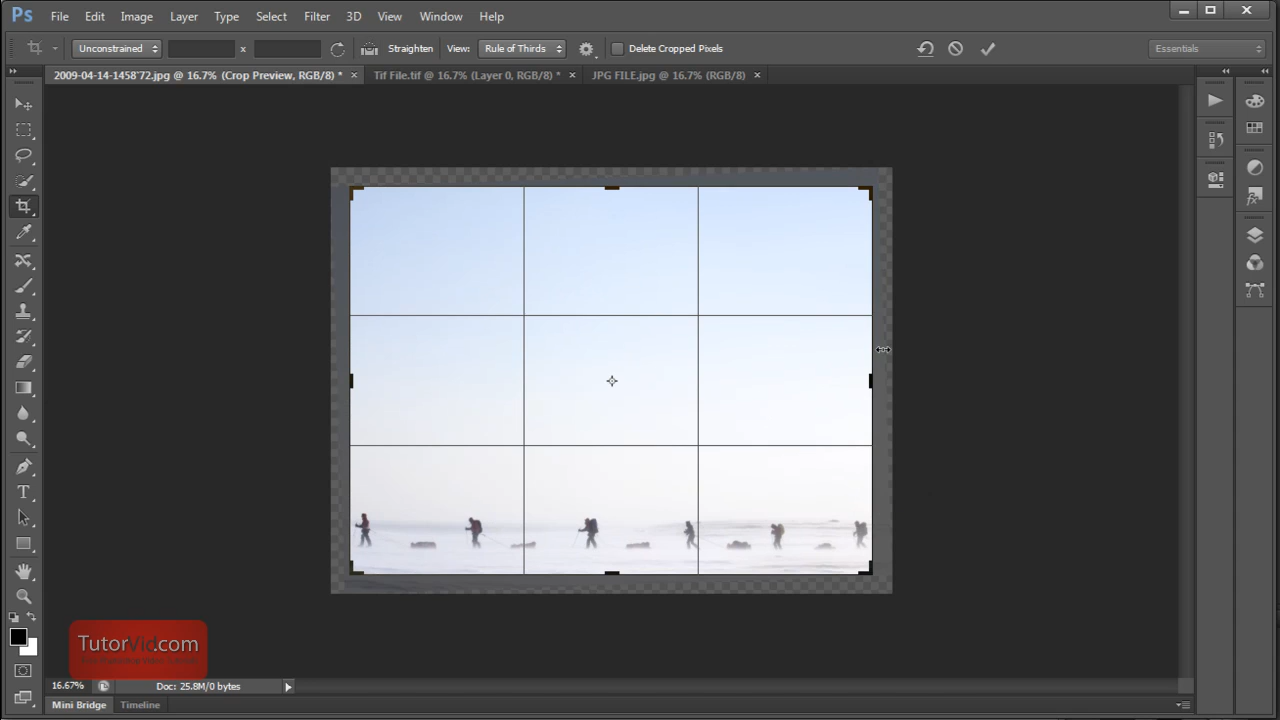 Ps File Edit Image Layer Type Select Filter 3D View Window Help
Unconstrained x Straighten View: Rule of Thirds Delete Cropped Pixels Essentials
2009-04-14-1458'72.jpg @ 16.7% (Crop Preview, RGB/8) * Tif File.tif @ 16.7% (Layer 0, RGB/8) * JPG FILE.jpg @ 16.7% (RGB/8)
TutorVid.com
16.67% Doc: 25.8M/0 bytes
Mini Bridge Timeline